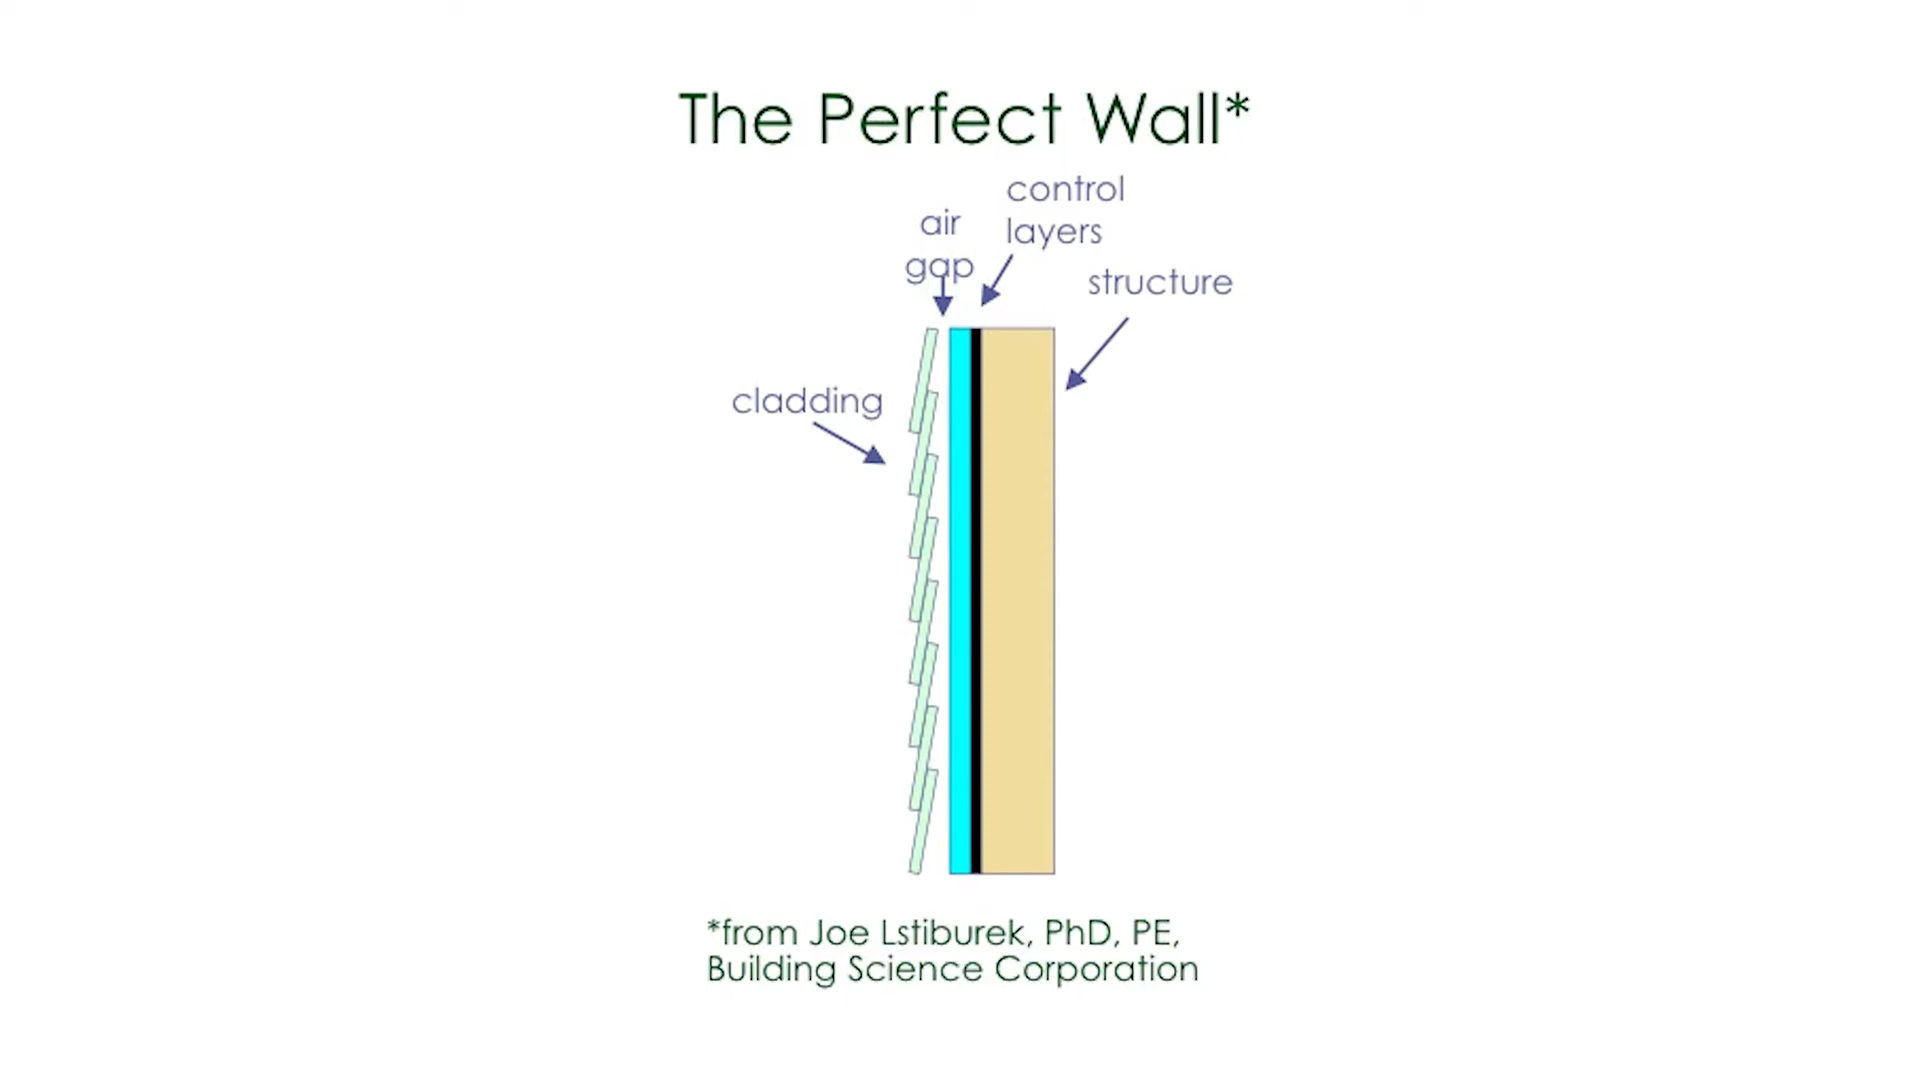 The Perfect Wall*
control
layers
air
gap
structure
cladding
*from Joe Lstiburek, PhD, PE,
Building Science Corporation